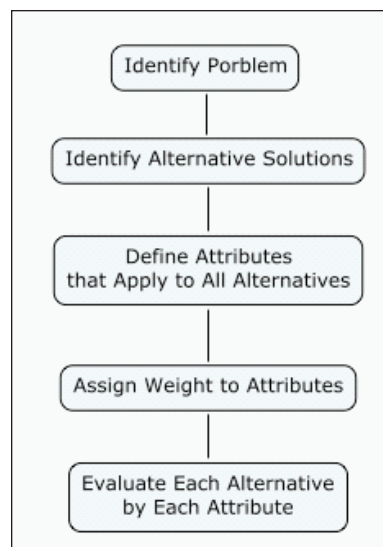 Identify Porblem
Identify Alternative Solutions
Define Attributes
that Apply to All Alternatives
Assign Weight to Attributes
Evaluate Each Alternative
by Each Attribute